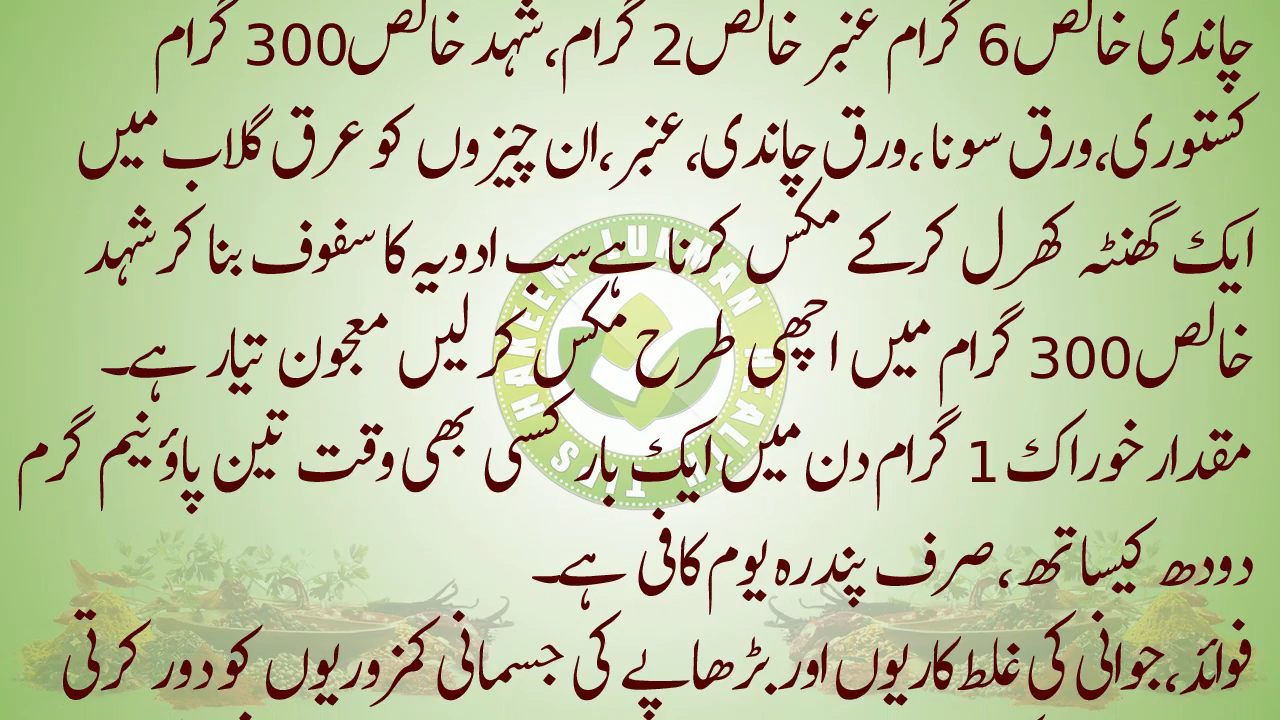 چاندی خالص 6 گرام عنبر خالص 2 گرام، شہد خالص 300 گرام
کستوری، ورق سونا، ورق چاندی، عنبر، ان چیزوں کو عرق گلاب میں
ایک گھنٹہ کھرل کرکے مکس کرنا ہے سب ادویہ کا سفوف بنا کر شہد
خالص 300 گرام میں اچھی طرح مکس کر لیں معجون تیار ہے۔
مقدار خوراک 1 گرام دن میں ایک بار کسی بھی وقت تین پاؤ نیم گرم
دودھ کیساتھ، صرف پندرہ یوم کافی ہے۔
فوائد، جوانی کی غلط کاریوں اور بڑھاپے کی جسمانی کمزوریوں کو دور کرتی
HAKEEM LUKMAN HEALTH TIPS